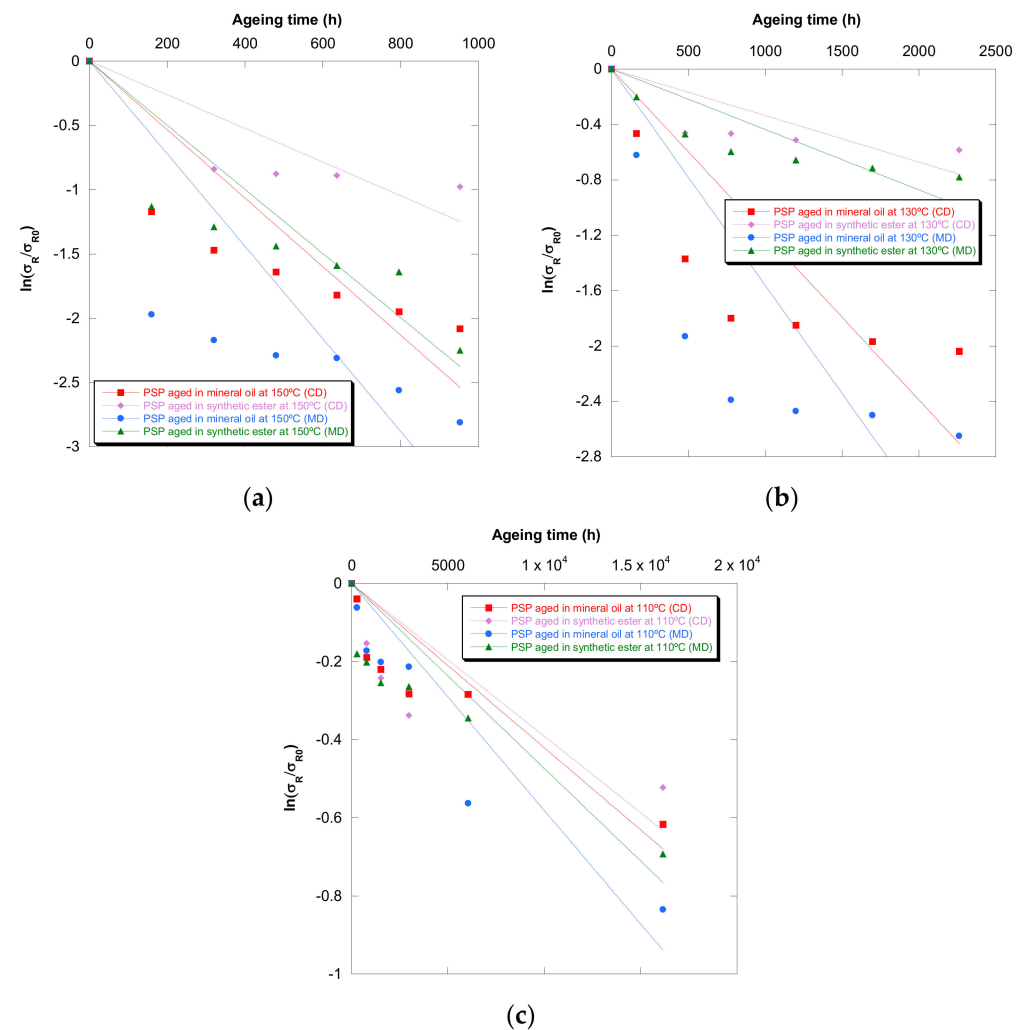 Ageing time (h)
0 200 400 600 800 1000
0
-0.5
-1
-1.5
-2
-2.5
-3
ln(σR/σR0)
PSP aged in mineral oil at 150ºC (CD)
PSP aged in synthetic ester at 150ºC (CD)
PSP aged in mineral oil at 150ºC (MD)
PSP aged in synthetic ester at 150ºC (MD)
(a)
Ageing time (h)
0 500 1000 1500 2000 2500
0
-0.4
-0.8
-1.2
-1.6
-2
-2.4
-2.8
ln(σR/σR0)
PSP aged in mineral oil at 130ºC (CD)
PSP aged in synthetic ester at 130ºC (CD)
PSP aged in mineral oil at 130ºC (MD)
PSP aged in synthetic ester at 130ºC (MD)
(b)
Ageing time (h)
0 5000 1 x 10⁴ 1.5 x 10⁴ 2 x 10⁴
0
-0.2
-0.4
-0.6
-0.8
-1
ln(σR/σR0)
PSP aged in mineral oil at 110ºC (CD)
PSP aged in synthetic ester at 110ºC (CD)
PSP aged in mineral oil at 110ºC (MD)
PSP aged in synthetic ester at 110ºC (MD)
(c)